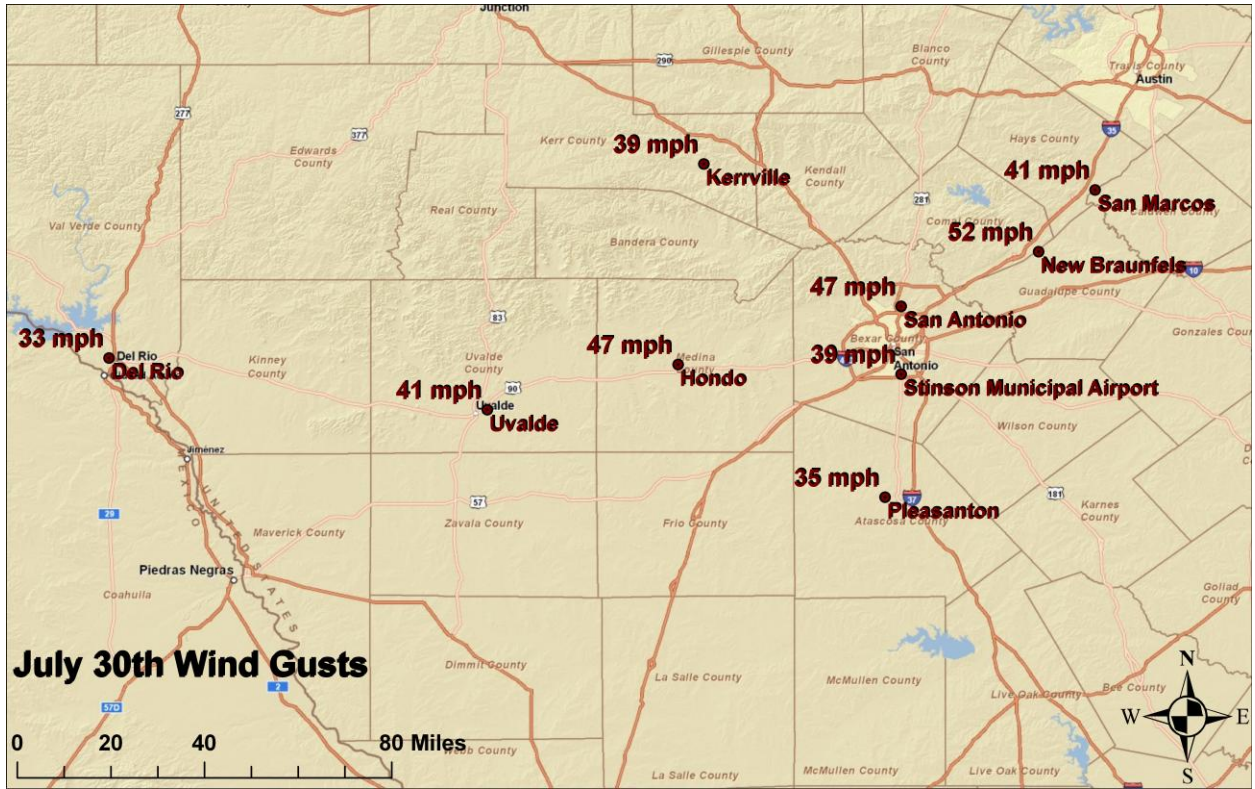 Junction
Gillespie County
290
Blanco
County
Travis County
Austin
277
377
35
Hays County
Edwards
County
Kerr County
39 mph
Kerrville
Kendall
County
41 mph
San Marcos
Caldwell County
281
Comal County
Real County
Val Verde County
Bandera County
52 mph
New Braunfels
10
Guadalupe County
47 mph
San Antonio
83
Gonzales Coun
33 mph
Del Rio
Del Rio
Kinney
County
Uvalde
County
47 mph
Medina
County
Hondo
Bexar County
39 mph
San
Antonio
Stinson Municipal Airport
90
41 mph
Uvalde
Uvalde
Wilson County
Jiménez
MEXICO
UNITED STATES
35 mph
Pleasanton
37
Atascosa County
181
Karnes
County
57
29
Maverick County
Zavala County
Frio County
Piedras Negras
Coahuila
Goliad
County
July 30th Wind Gusts
Dimmit County
La Salle County
McMullen County
Live Oak County
Bee County
2
57D
N
W
E
S
0 20 40 80 Miles
Webb County
La Salle County
McMullen County
Live Oak County